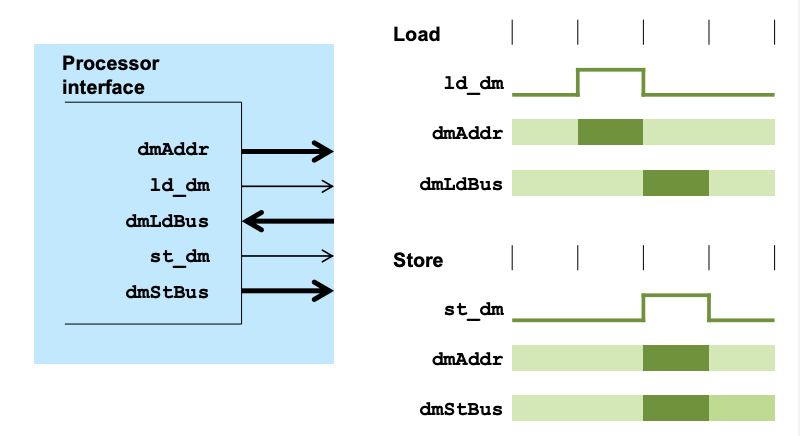 Processor
interface
dmAddr
ld_dm
dmLdBus
st_dm
dmStBus
Load
ld_dm
dmAddr
dmLdBus
Store
st_dm
dmAddr
dmStBus